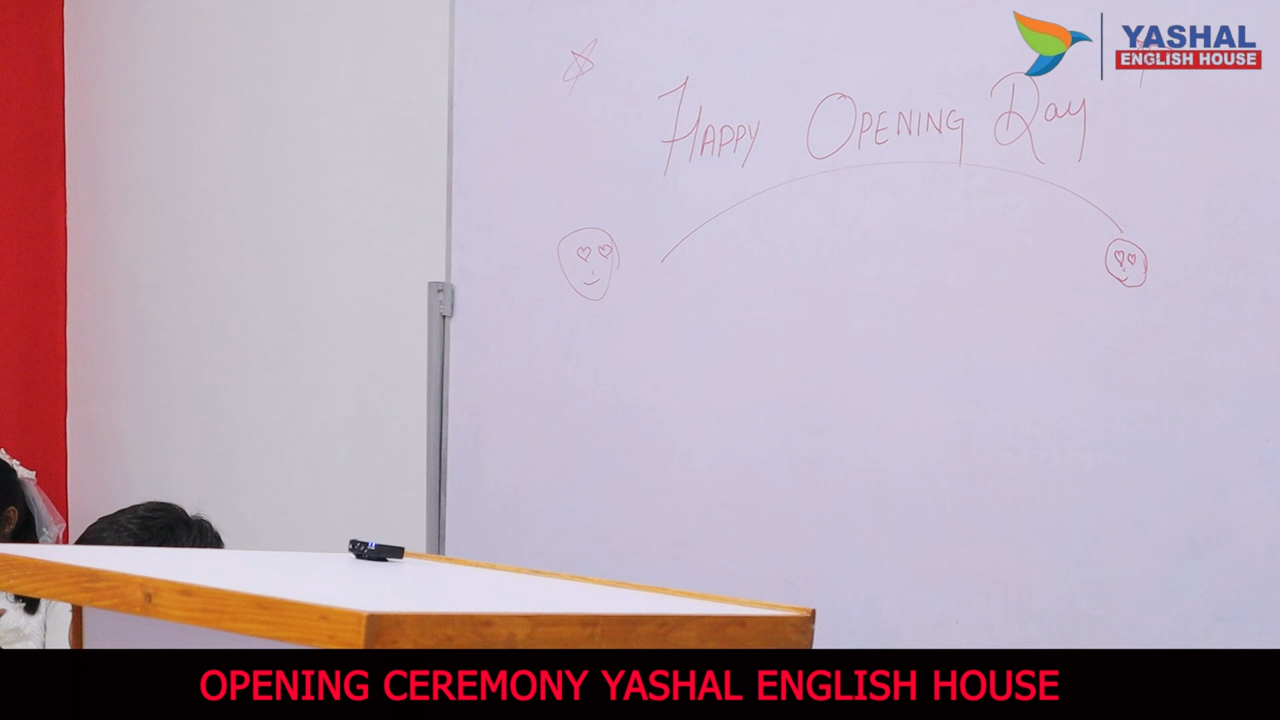 YASHAL
ENGLISH HOUSE
HAPPY OPENING Day
OPENING CEREMONY YASHAL ENGLISH HOUSE